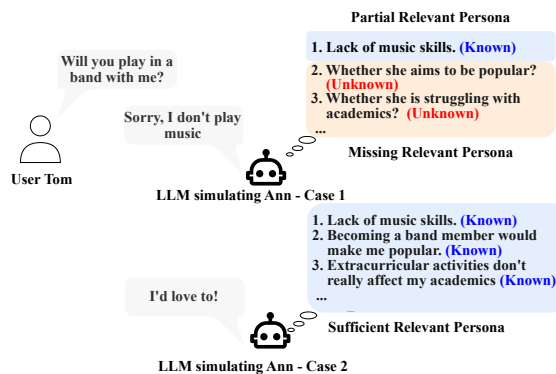 Partial Relevant Persona
Will you play in a
band with me?
1. Lack of music skills. (Known)
2. Whether she aims to be popular?
(Unknown)
3. Whether she is struggling with
academics? (Unknown)
...
Sorry, I don't play
music
Missing Relevant Persona
User Tom
LLM simulating Ann - Case 1
1. Lack of music skills. (Known)
2. Becoming a band member would
make me popular. (Known)
3. Extracurricular activities don't
really affect my academics (Known)
...
I'd love to!
Sufficient Relevant Persona
LLM simulating Ann - Case 2